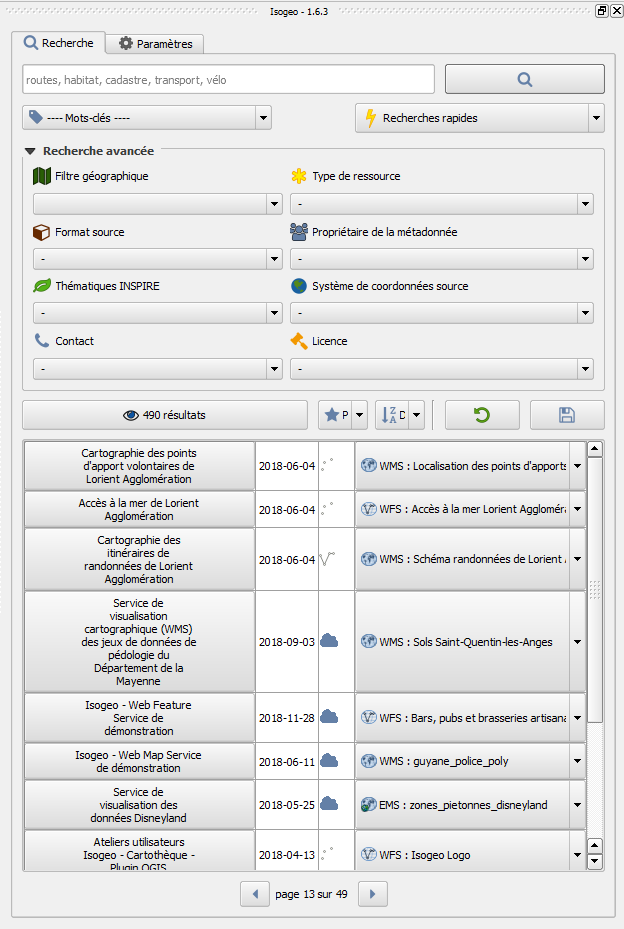 Isogeo - 1.6.3
Recherche
Paramètres
routes, habitat, cadastre, transport, vélo
---- Mots-clés ----
Recherches rapides
Recherche avancée
Filtre géographique
Type de ressource
-
Format source
Propriétaire de la métadonnée
-
-
Thématiques INSPIRE
Système de coordonnées source
-
-
Contact
Licence
-
-
490 résultats
P
Z
A
D
Cartographie des points
d'apport volontaires de
Lorient Agglomération
2018-06-04
WMS : Localisation des points d'apports
Accès à la mer de Lorient
Agglomération
2018-06-04
WFS : Accès à la mer Lorient
Cartographie des
itinéraires de
randonnées de Lorient
Agglomération
2018-06-04
WMS : Schéma randonnées de Lorient
Service de
visualisation
cartographique (WMS)
des jeux de données de
pédologie du
Département de la
Mayenne
2018-09-03
WMS : Sols Saint-Quentin-les-Anges
Isogeo - Web Feature
Service de
démonstration
2018-11-28
WFS : Bars, pubs et brasseries
Isogeo - Web Map Service
de démonstration
2018-06-11
WMS : guyane_police_poly
Service de
visualisation des
données Disneyland
2018-05-25
EMS : zones_pietonnes_disneyland
Ateliers utilisateurs
Isogeo - Cartothèque -
Plugin QGIS
2018-04-13
WFS : Isogeo Logo
page 13 sur 49